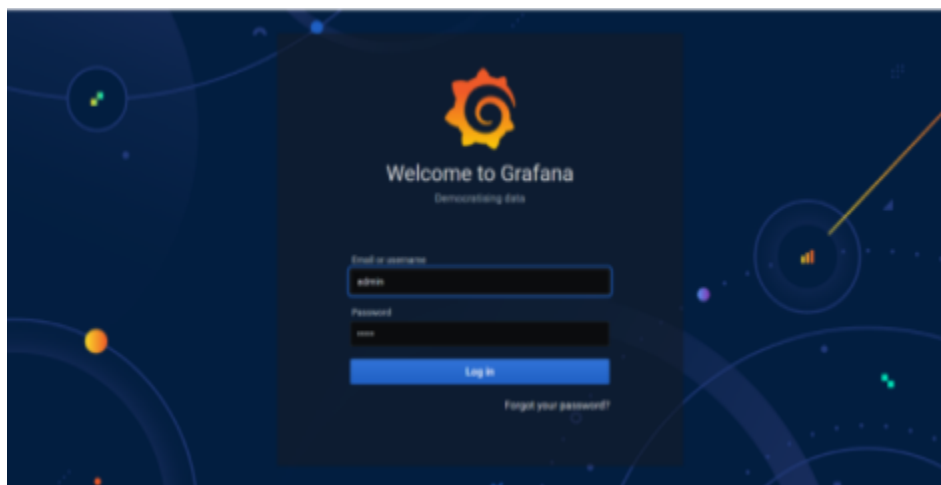 Welcome to Grafana
Democratising data
Email or username
admin
Password
••••
Log in
Forgot your password?